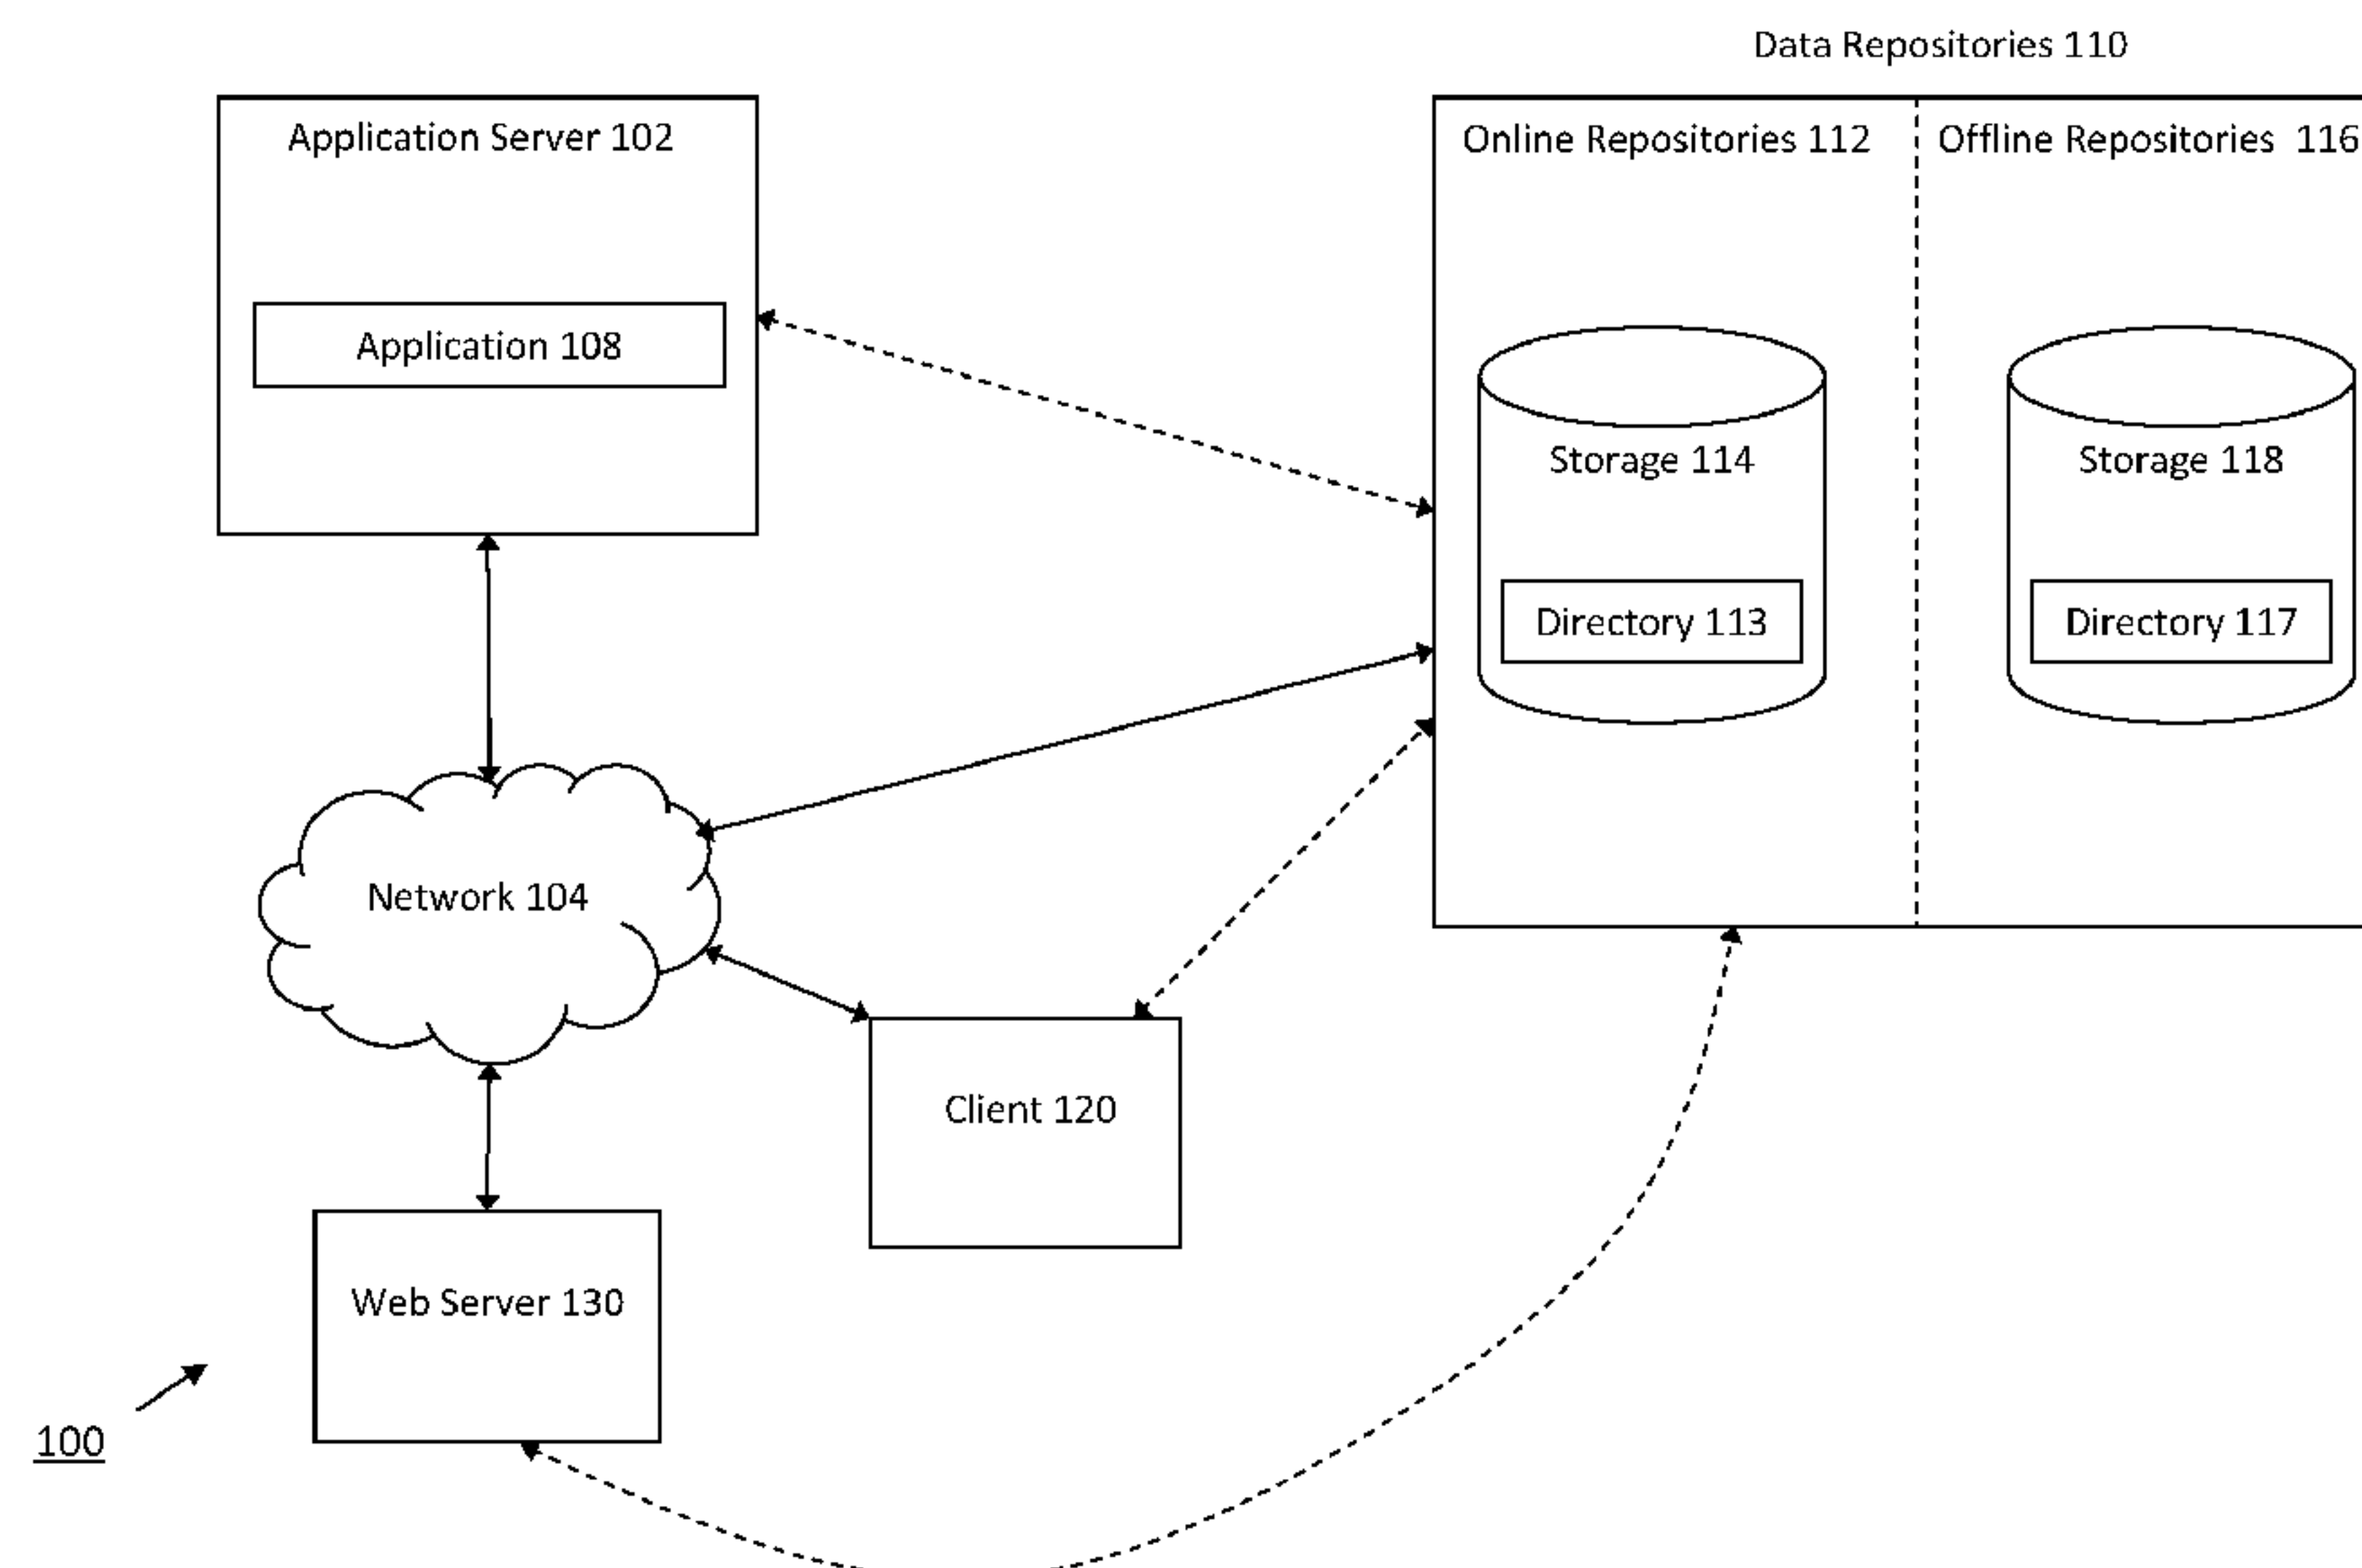 Data Repositories 110
Application Server 102
Application 108
Online Repositories 112
Offline Repositories 116
Storage 114
Storage 118
Directory 113
Directory 117
Network 104
Client 120
Web Server 130
100